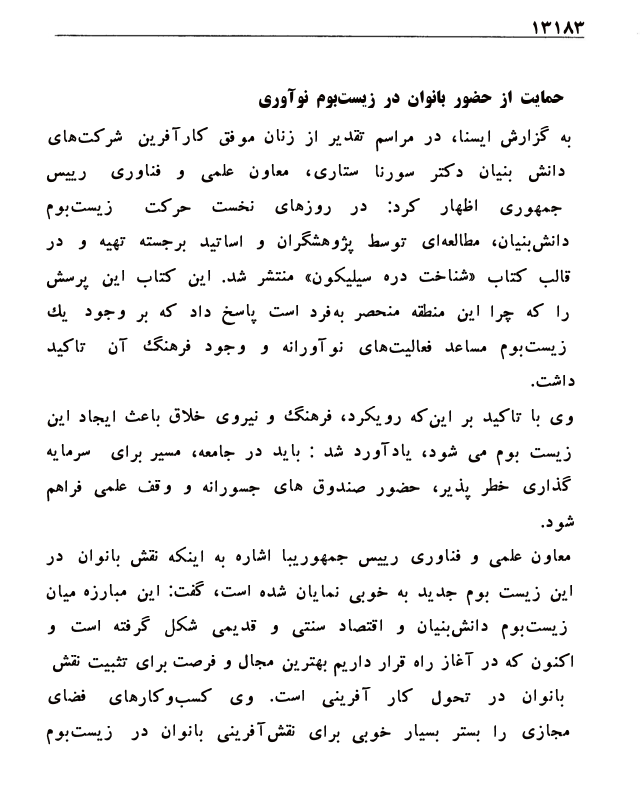 ۱۳۱۸۳
حمایت از حضور بانوان در زیست‌بوم نوآوری
به گزارش ایسنا، در مراسم تقدیر از زنان موفق کارآفرین شرکت‌های
دانش بنیان دکتر سورنا ستاری، معاون علمی و فناوری رییس
جمهوری اظهار کرد: در روزهای نخست حرکت زیست‌بوم
دانش‌بنیان، مطالعه‌ای توسط پژوهشگران و اساتید برجسته تهیه و در
قالب کتاب «شناخت دره سیلیکون» منتشر شد. این کتاب این پرسش
را که چرا این منطقه منحصر به‌فرد است پاسخ داد که بر وجود یك
زیست‌بوم مساعد فعالیت‌های نوآورانه و وجود فرهنگ آن تاکید
داشت.
وی با تاکید بر این‌که رویکرد، فرهنگ و نیروی خلاق باعث ایجاد این
زیست بوم می شود، یادآورد شد : باید در جامعه، مسیر برای سرمایه
گذاری خطر پذیر، حضور صندوق های جسورانه و وقف علمی فراهم
شود.
معاون علمی و فناوری رییس جمهوریبا اشاره به اینکه نقش بانوان در
این زیست بوم جدید به خوبی نمایان شده است، گفت: این مبارزه میان
زیست‌بوم دانش‌بنیان و اقتصاد سنتی و قدیمی شکل گرفته است و
اکنون که در آغاز راه قرار داریم بهترین مجال و فرصت برای تثبیت نقش
بانوان در تحول کار آفرینی است. وی کسب‌وکارهای فضای
مجازی را بستر بسیار خوبی برای نقش‌آفرینی بانوان در زیست‌بوم